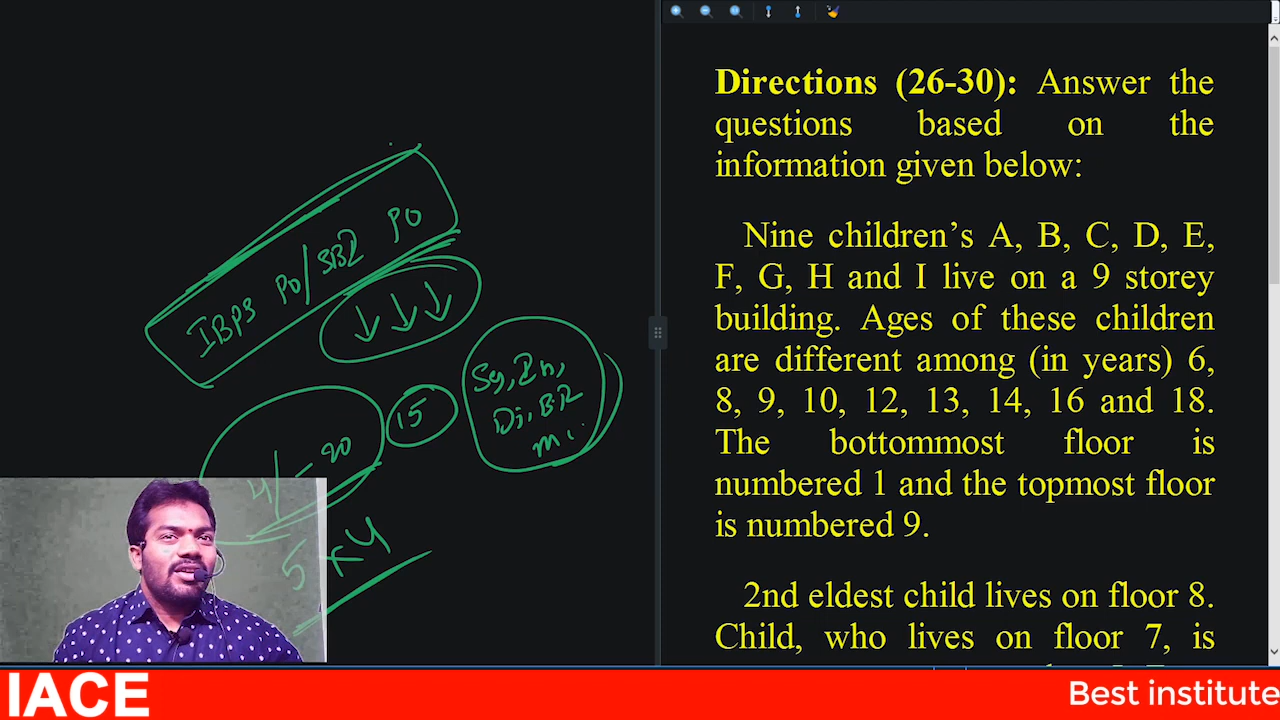 Directions (26-30): Answer the
questions based on the
information given below:
Nine children's A, B, C, D, E,
F, G, H and I live on a 9 storey
building. Ages of these children
are different among (in years) 6,
8, 9, 10, 12, 13, 14, 16 and 18.
The bottommost floor is
numbered 1 and the topmost floor
is numbered 9.
2nd eldest child lives on floor 8.
Child, who lives on floor 7, is
IBPS PO/SBI PO
15
5 x 4
IACE
Best institute